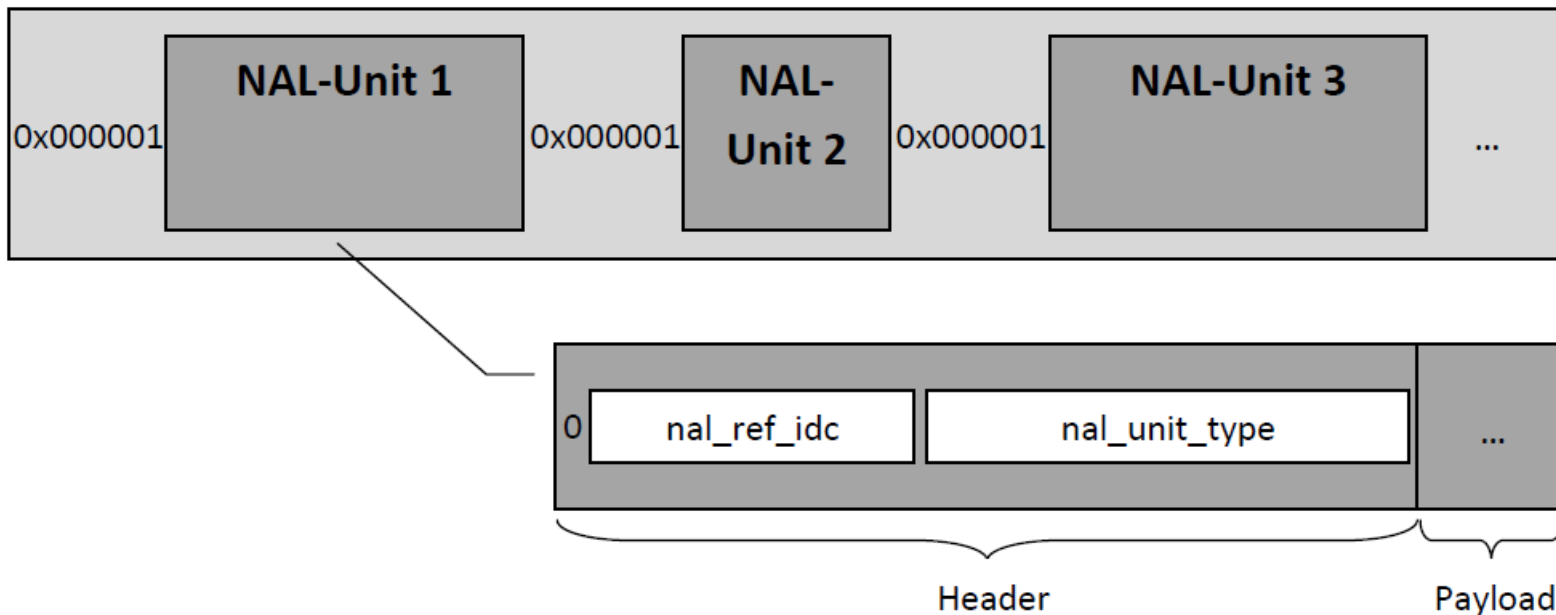 NAL-Unit 1
NAL-
Unit 2
NAL-Unit 3
0x000001
0x000001
0x000001
...
0
nal_ref_idc
nal_unit_type
...
Header
Payload